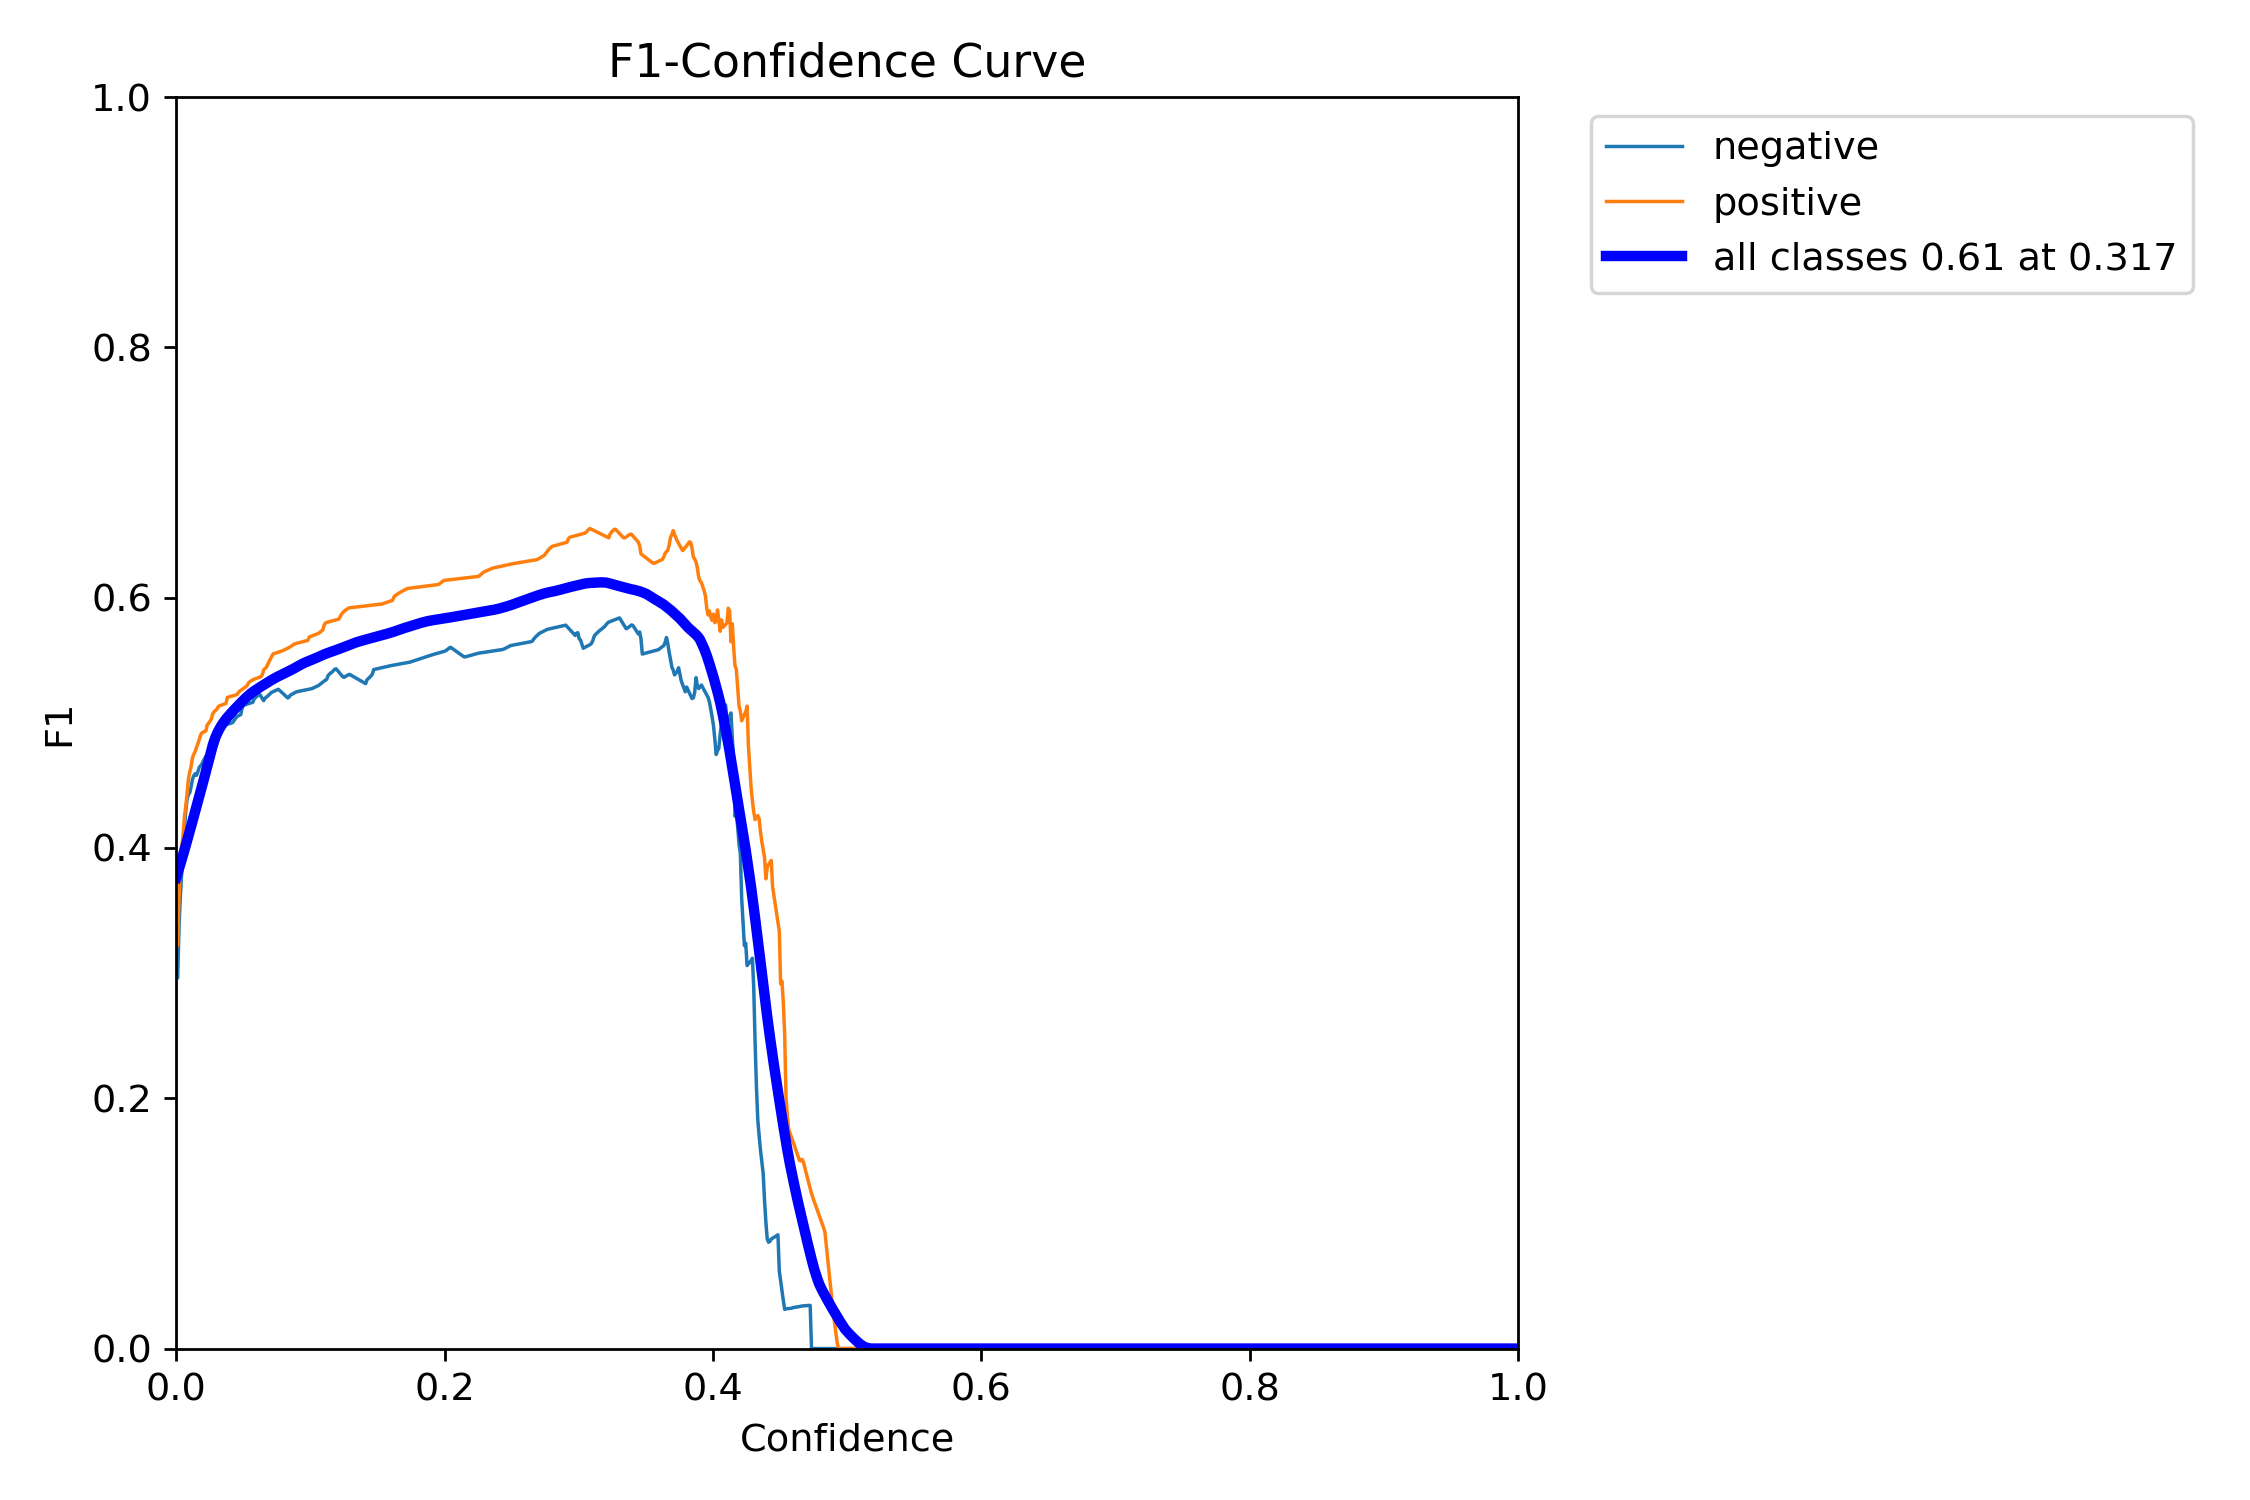 F1-Confidence Curve
1.0
0.8
0.6
0.4
0.2
0.0
F1
0.0 0.2 0.4 0.6 0.8 1.0
Confidence
negative
positive
all classes 0.61 at 0.317